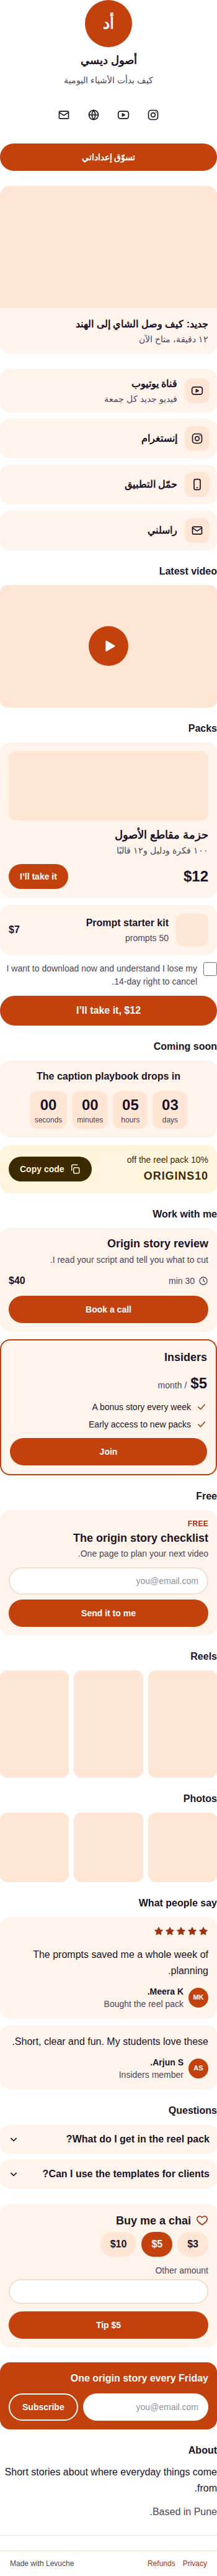 أد
أصول ديسي
كيف بدأت الأشياء اليومية
تسوّق إعداداتي
جديد: كيف وصل الشاي إلى الهند
١٢ دقيقة، متاح الآن
قناة يوتيوب
فيديو جديد كل جمعة
إنستغرام
حمّل التطبيق
راسلني
Latest video
Packs
حزمة مقاطع الأصول
١٠٠ فكرة ودليل و١٢ قالبًا
$12
I'll take it
Prompt starter kit
50 prompts
$7
I want to download now and understand I lose my
14-day right to cancel.
I'll take it, $12
Coming soon
The caption playbook drops in
03
days
05
hours
00
minutes
00
seconds
10% off the reel pack
ORIGINS10
Copy code
Work with me
Origin story review
I read your script and tell you what to cut.
30 min
$40
Book a call
Insiders
$5 / month
A bonus story every week
Early access to new packs
Join
Free
FREE
The origin story checklist
One page to plan your next video.
you@email.com
Send it to me
Reels
Photos
What people say
The prompts saved me a whole week of
planning.
MK
Meera K.
Bought the reel pack
Short, clear and fun. My students love these.
AS
Arjun S.
Insiders member
Questions
What do I get in the reel pack?
Can I use the templates for clients?
Buy me a chai
$3
$5
$10
Other amount
Tip $5
One origin story every Friday
you@email.com
Subscribe
About
Short stories about where everyday things come
from.
Based in Pune.
Privacy
Refunds
Made with Levuche